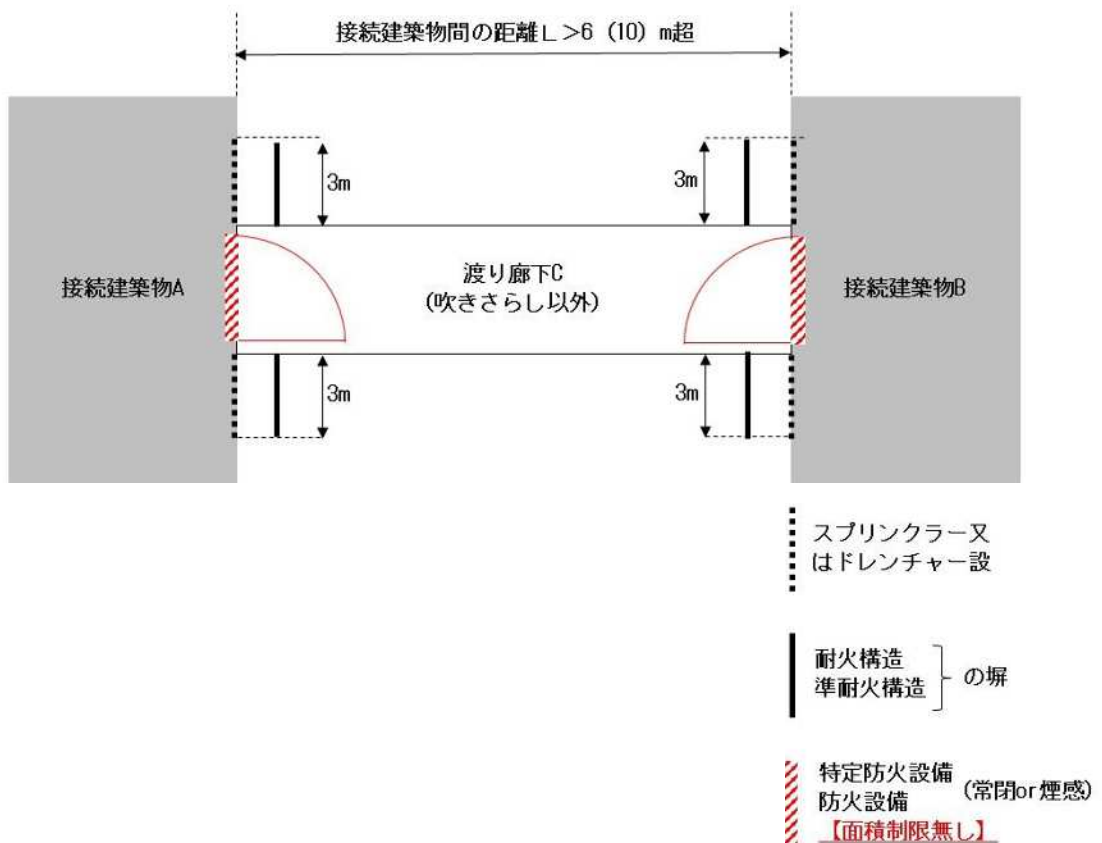 接続建築物間の距離L>6（10）m超
3m
3m
接続建築物A
渡り廊下C
（吹きさらし以外）
接続建築物B
3m
3m
スプリンクラー又
はドレンチャー設
耐火構造
準耐火構造
の塀
特定防火設備
防火設備
（常閉or煙感）
【面積制限無し】